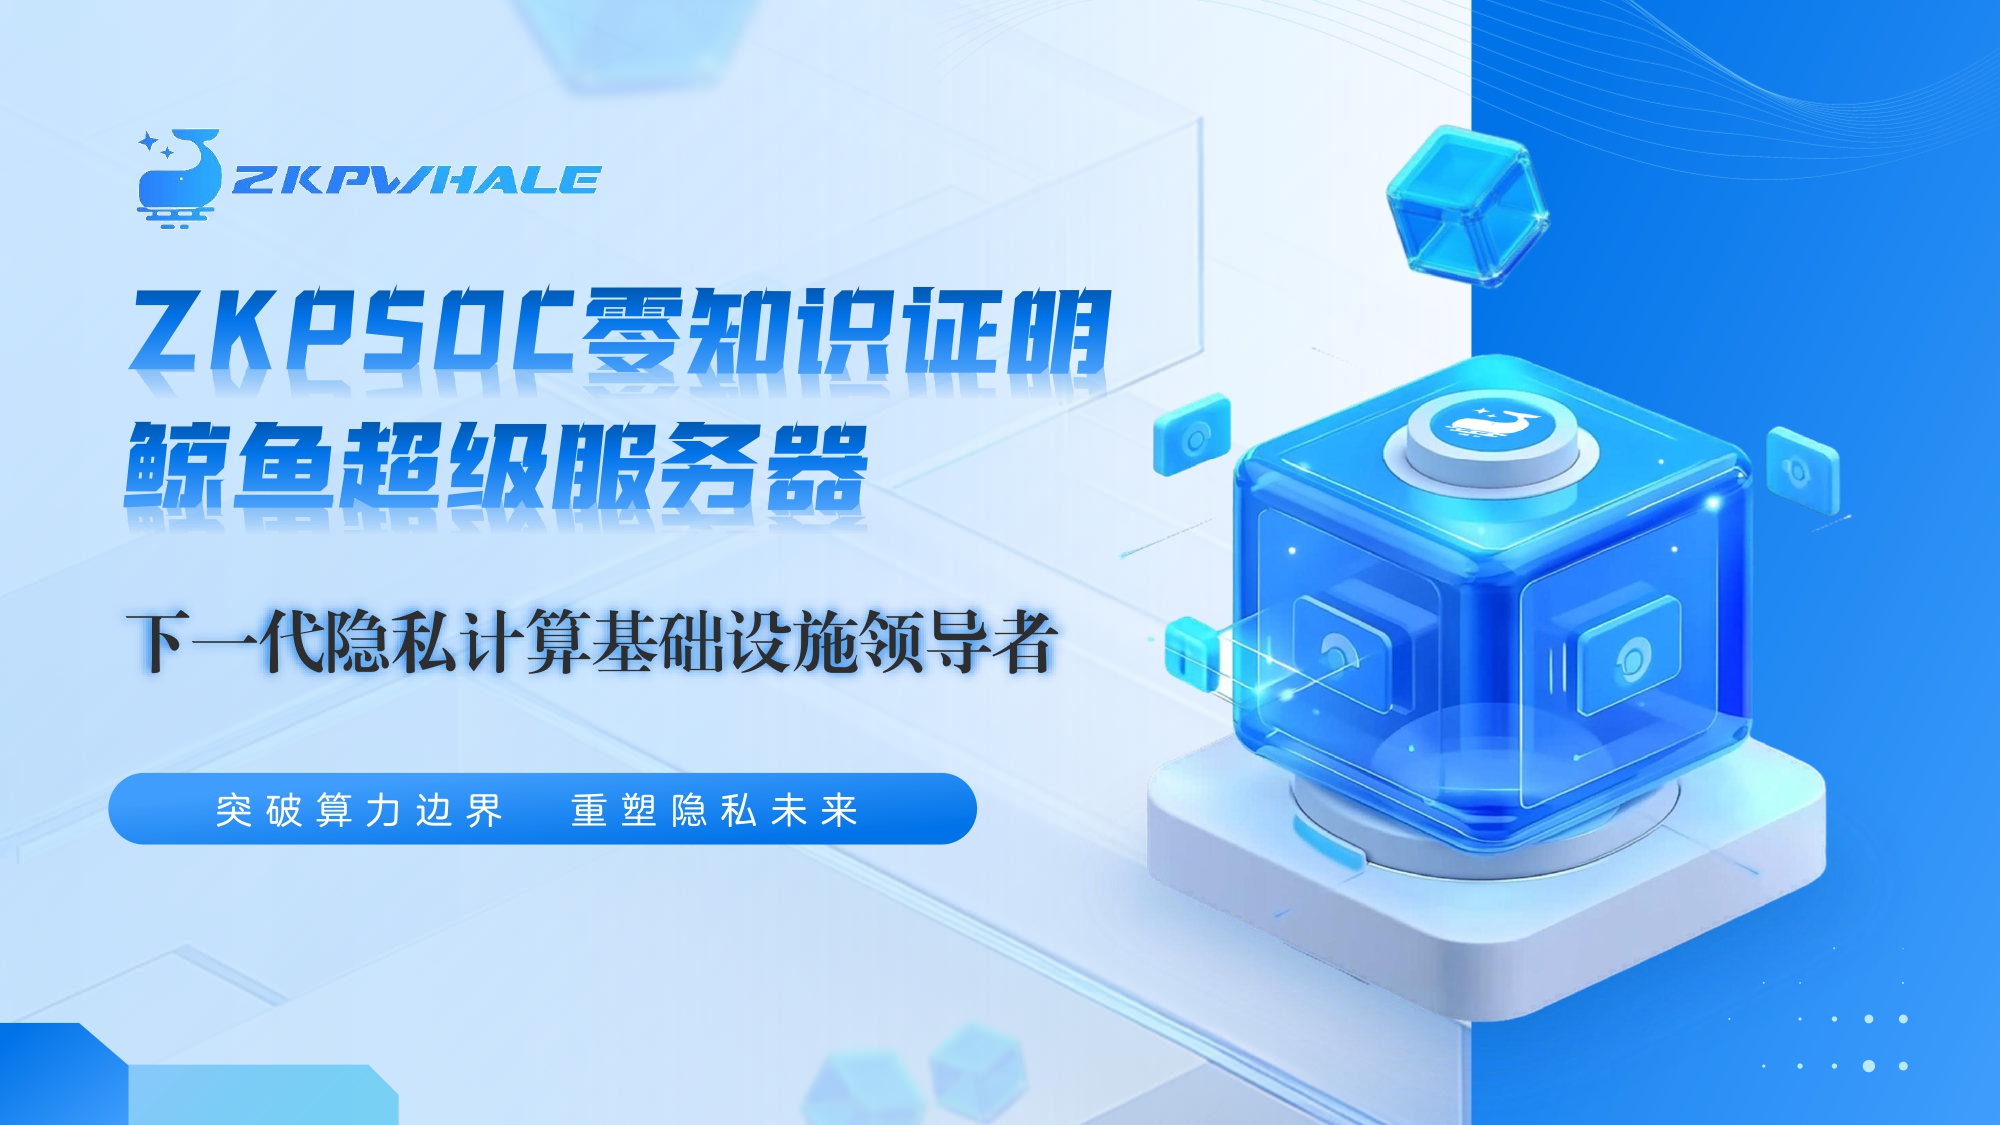 ZKPWHALE
ZKPSOC零知识证明
鲸鱼超级服务器
下一代隐私计算基础设施领导者
突破算力边界 重塑隐私未来